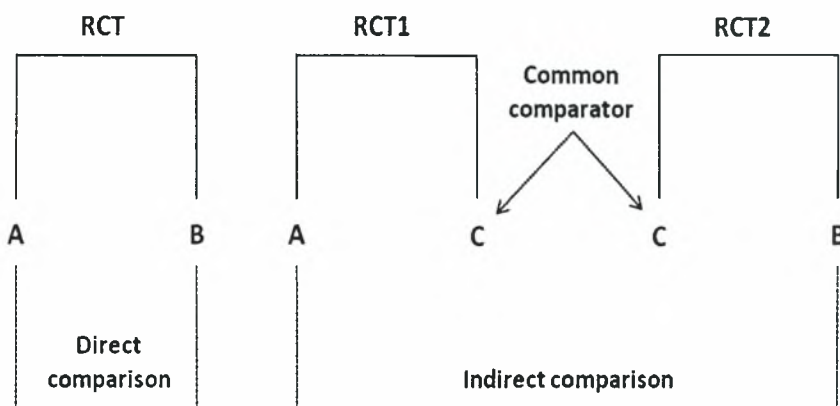 RCT
RCT1
RCT2
Common
comparator
A
B
A
C
C
B
Direct
comparison
Indirect comparison